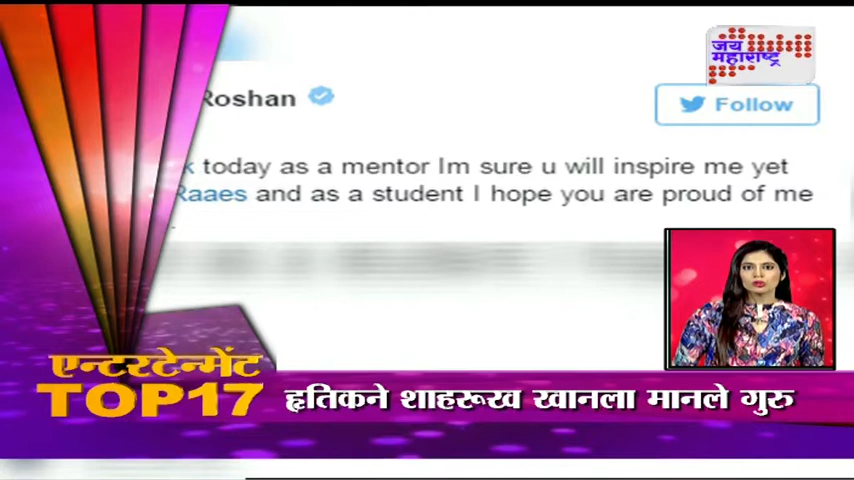 जय
महाराष्ट्र
Roshan
Follow
today as a mentor Im sure u will inspire me yet
Raaes and as a student I hope you are proud of me
एन्टरटेन्मेंट
TOP17
हृतिकने शाहरूख खानला मानले गुरु